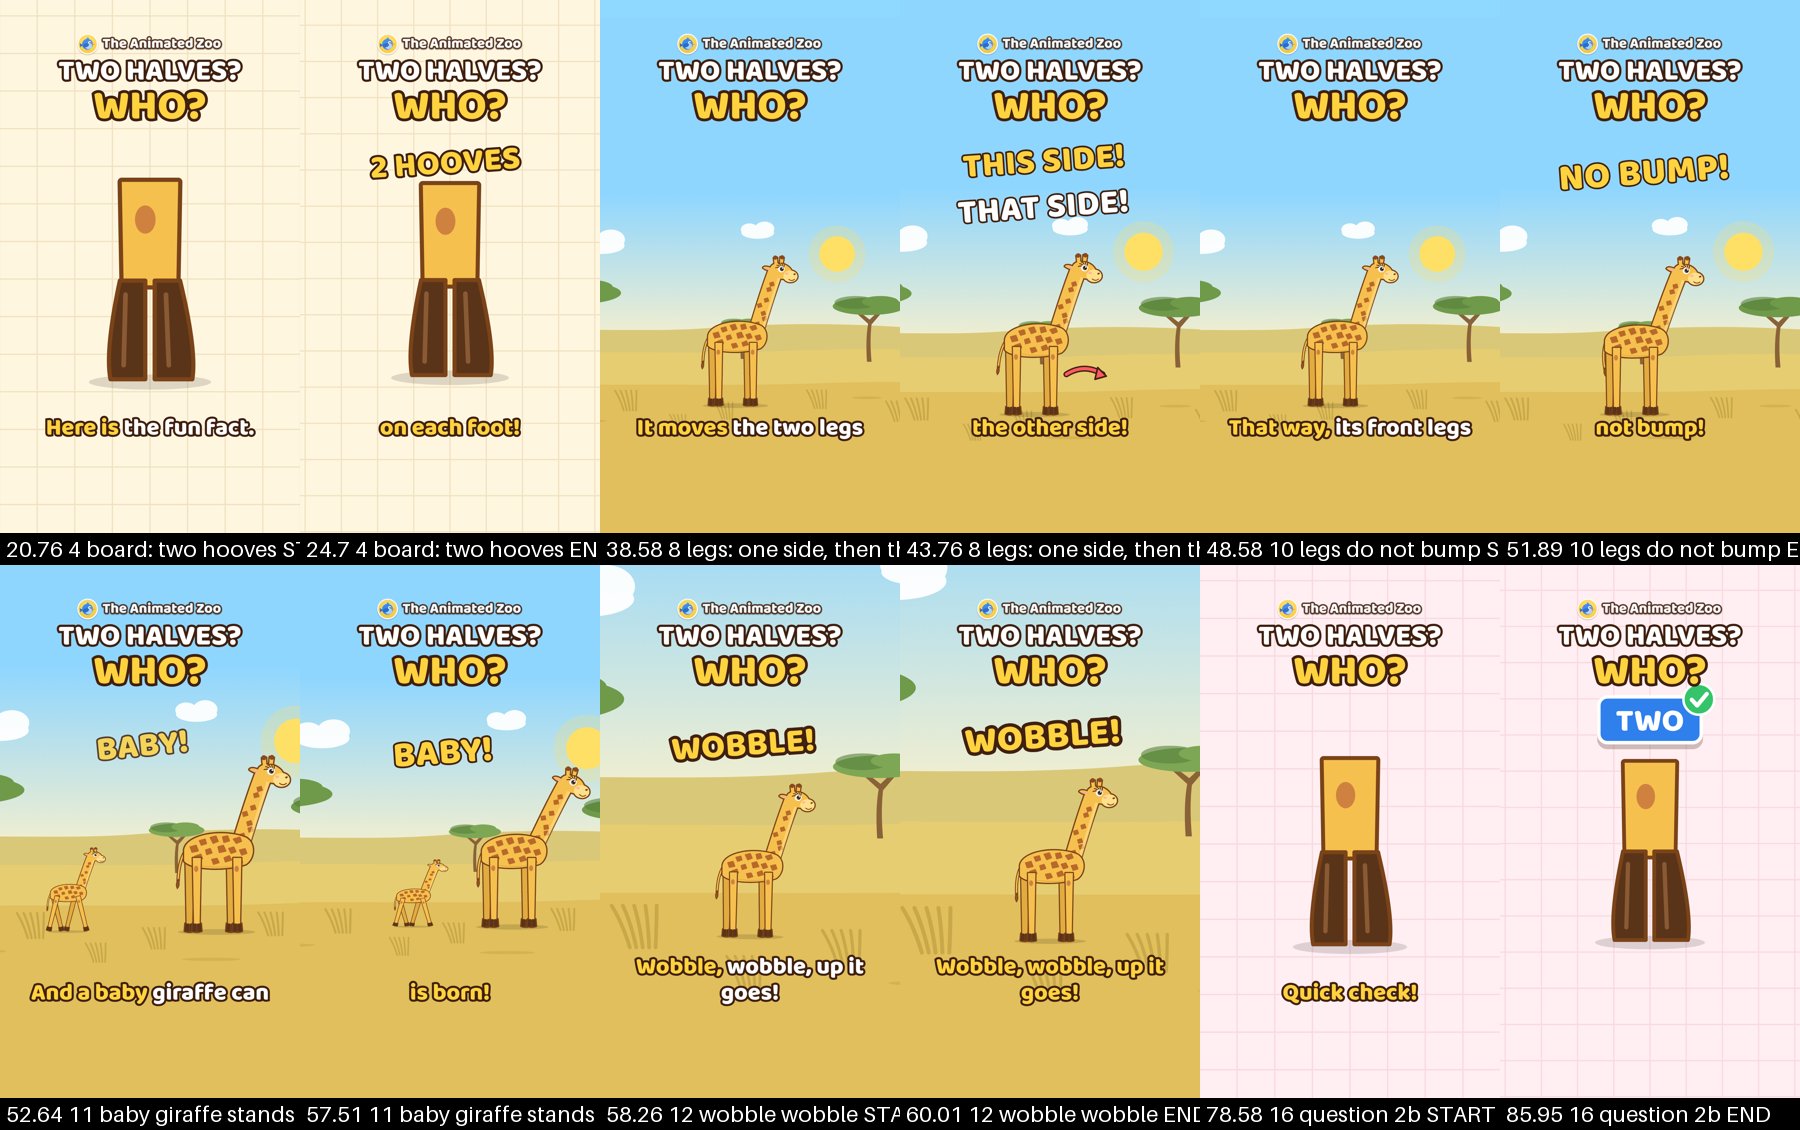 The Animated Zoo
TWO HALVES?
WHO?
Here is the fun fact.
20.76 4 board: two hooves S
The Animated Zoo
TWO HALVES?
WHO?
2 HOOVES
on each foot!
24.7 4 board: two hooves EN
The Animated Zoo
TWO HALVES?
WHO?
It moves the two legs
38.58 8 legs: one side, then t
The Animated Zoo
TWO HALVES?
WHO?
THIS SIDE!
THAT SIDE!
the other side!
43.76 8 legs: one side, then t
The Animated Zoo
TWO HALVES?
WHO?
That way, its front legs
48.58 10 legs do not bump S
The Animated Zoo
TWO HALVES?
WHO?
NO BUMP!
not bump!
51.89 10 legs do not bump E
The Animated Zoo
TWO HALVES?
WHO?
BABY!
And a baby giraffe can
52.64 11 baby giraffe stands
The Animated Zoo
TWO HALVES?
WHO?
BABY!
is born!
57.51 11 baby giraffe stands
The Animated Zoo
TWO HALVES?
WHO?
WOBBLE!
Wobble, wobble, up it
goes!
58.26 12 wobble wobble STA
The Animated Zoo
TWO HALVES?
WHO?
WOBBLE!
Wobble, wobble, up it
goes!
60.01 12 wobble wobble END
The Animated Zoo
TWO HALVES?
WHO?
Quick check!
78.58 16 question 2b START
The Animated Zoo
TWO HALVES?
WHO?
TWO
85.95 16 question 2b END